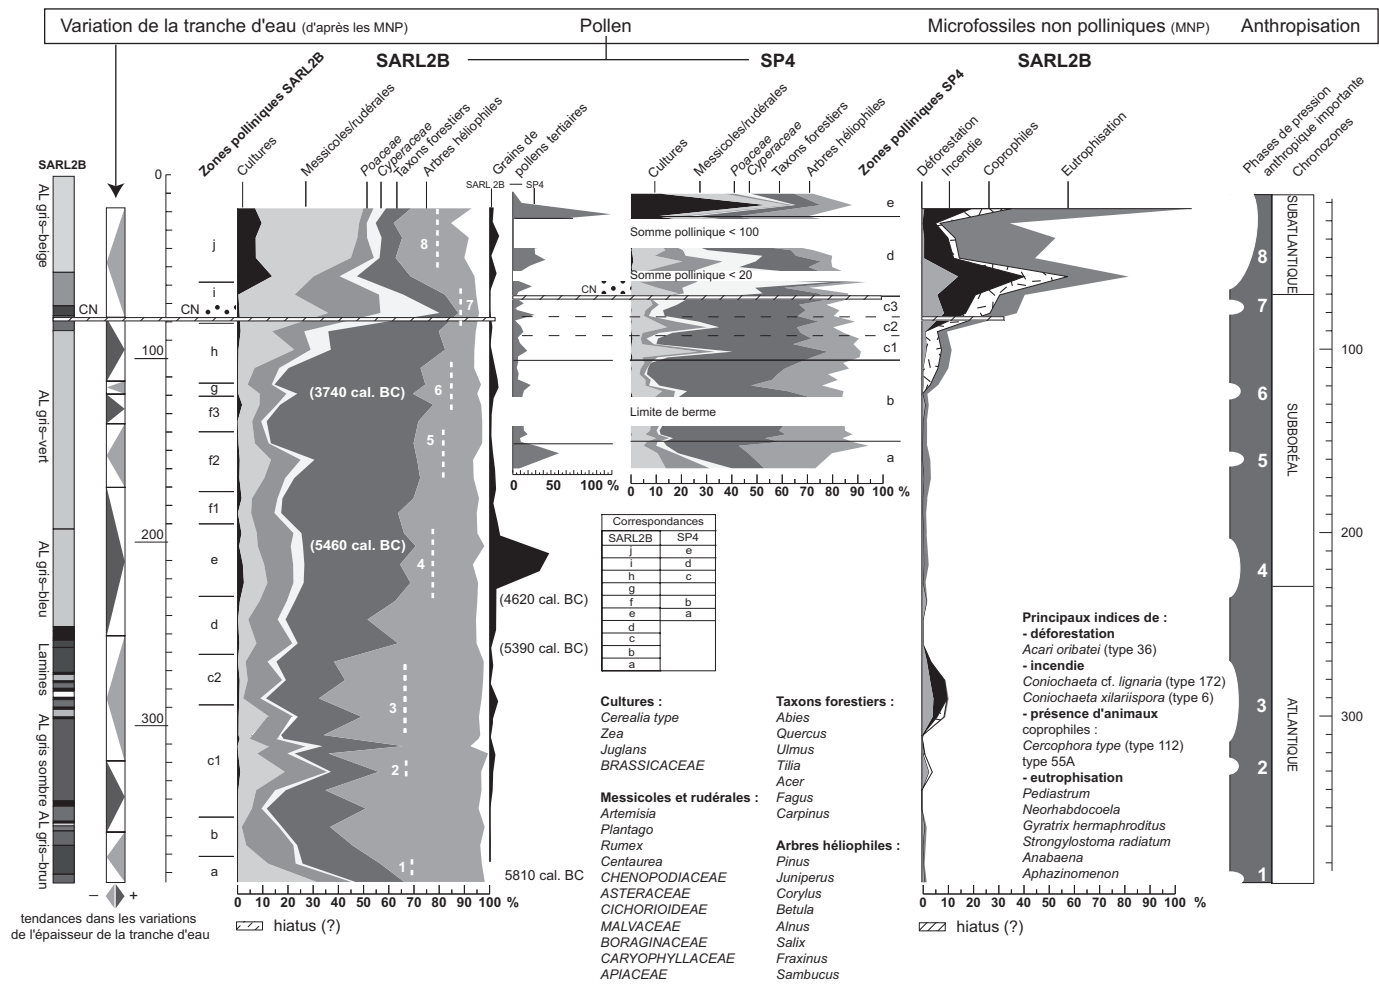 Variation de la tranche d'eau (d'après les MNP)
Pollen
Microfossiles non polliniques (MNP)
Anthropisation
SARL2B
SP4
SARL2B
Zones polliniques SARL2B
Cultures
Messicoles/rudérales
Poaceae
Cyperaceae
Taxons forestiers
Arbres héliophiles
Grains de
pollens tertiaires
SARL 2B — SP4
Cultures
Messicoles/rudérales
Poaceae
Cyperaceae
Taxons forestiers
Arbres héliophiles
Zones polliniques SP4
Déforestation
Incendie
Coprophiles
Eutrophisation
Phases de pression
anthropique importante
Chronozones
SARL2B
AL gris–beige
CN
AL gris–vert
AL gris–bleu
Lamines
AL gris sombre
AL gris–brun
0
100
200
300
CN
j
i
h
g
f3
f2
f1
e
d
c2
c1
b
a
8
7
6
5
4
3
2
1
(3740 cal. BC)
(5460 cal. BC)
(4620 cal. BC)
(5390 cal. BC)
5810 cal. BC
0 10 20 30 40 50 60 70 80 90 100 %
hiatus (?)
– +
tendances dans les variations
de l'épaisseur de la tranche d'eau
0 50 100 %
Somme pollinique < 100
Somme pollinique < 20
CN
Limite de berme
e
d
c3
c2
c1
b
a
0 10 20 30 40 50 60 70 80 90 100 %
Correspondances
SARL2B SP4
j e
i d
h c
g
f b
e a
d
c
b
a
Cultures :
Cerealia type
Zea
Juglans
BRASSICACEAE
Messicoles et rudérales :
Artemisia
Plantago
Rumex
Centaurea
CHENOPODIACEAE
ASTERACEAE
CICHORIOIDEAE
MALVACEAE
BORAGINACEAE
CARYOPHYLLACEAE
APIACEAE
Taxons forestiers :
Abies
Quercus
Ulmus
Tilia
Acer
Fagus
Carpinus
Arbres héliophiles :
Pinus
Juniperus
Corylus
Betula
Alnus
Salix
Fraxinus
Sambucus
Principaux indices de :
- déforestation
Acari oribatei (type 36)
- incendie
Coniochaeta cf. lignaria (type 172)
Coniochaeta xilariispora (type 6)
- présence d'animaux
coprophiles :
Cercophora type (type 112)
type 55A
- eutrophisation
Pediastrum
Neorhabdocoela
Gyratrix hermaphroditus
Strongylostoma radiatum
Anabaena
Aphazinomenon
0 10 20 30 40 50 60 70 80 90 100 %
hiatus (?)
8
7
6
5
4
3
2
1
SUBATLANTIQUE
SUBBORÉAL
ATLANTIQUE
100
200
300